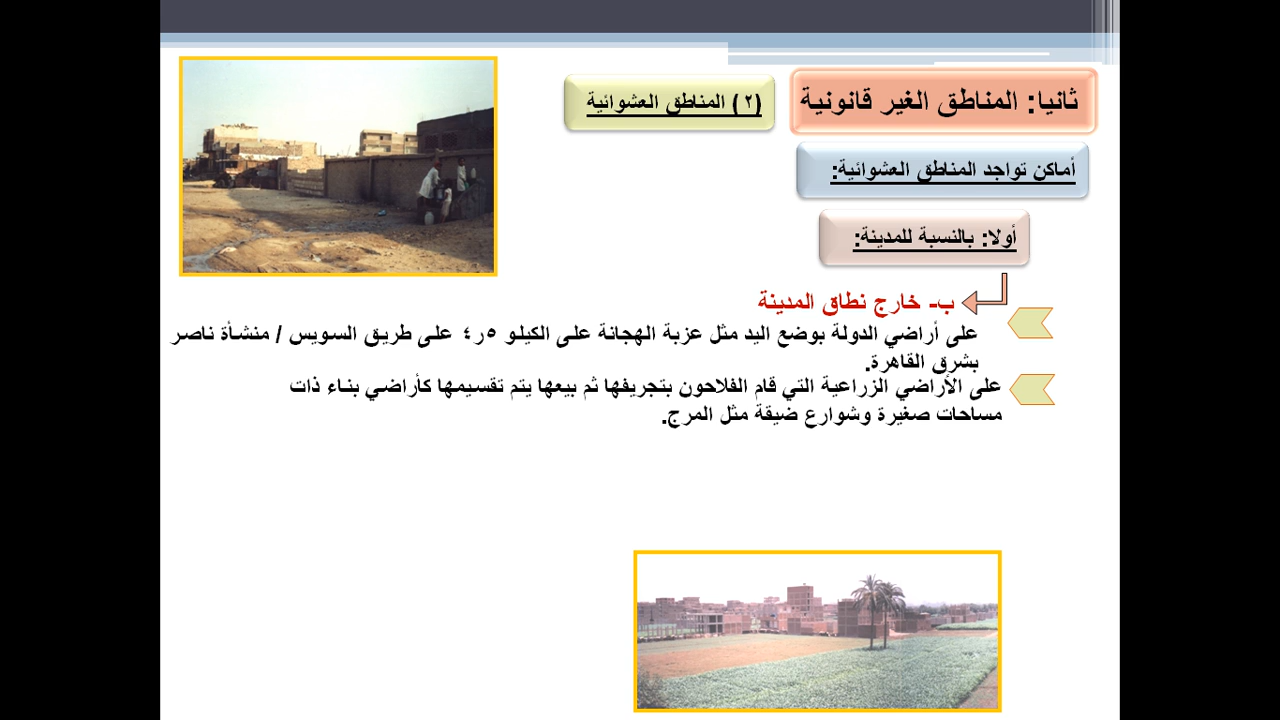 ثانيا: المناطق الغير قانونية
(٢) المناطق العشوائية
أماكن تواجد المناطق العشوائية:
أولا: بالنسبة للمدينة:
ب- خارج نطاق المدينة
على أراضي الدولة بوضع اليد مثل عزبة الهجانة على الكيلو ٥ر٤ على طريق السويس / منشأة ناصر
بشرق القاهرة.
على الأراضي الزراعية التي قام الفلاحون بتجريفها ثم بيعها يتم تقسيمها كأراضي بناء ذات
مساحات صغيرة وشوارع ضيقة مثل المرج.